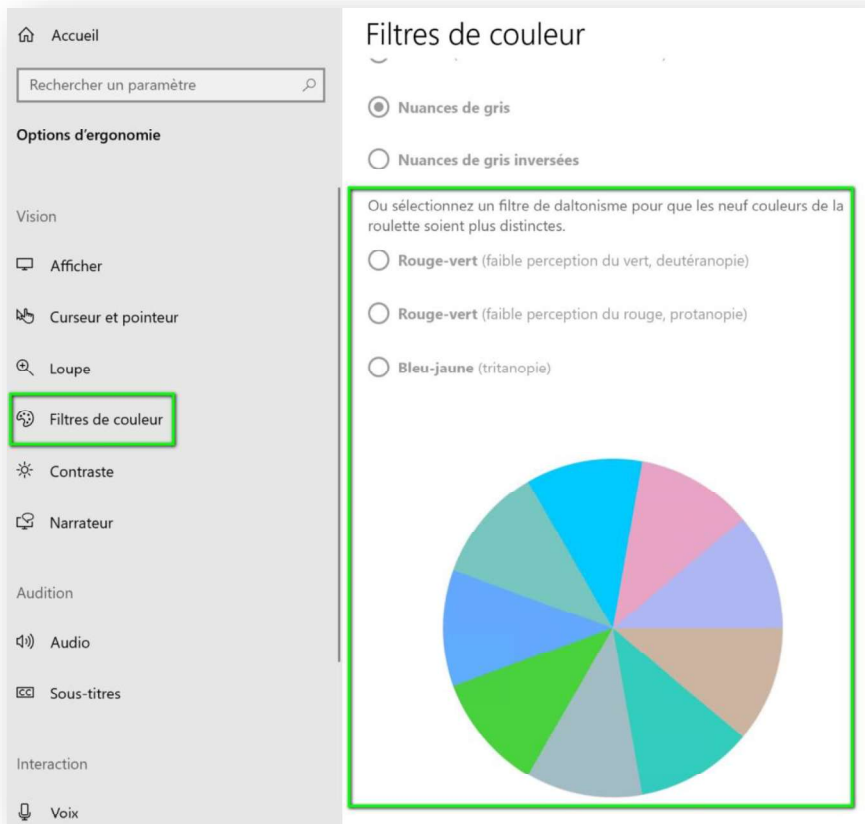 Accueil
Rechercher un paramètre
Options d'ergonomie
Vision
Afficher
Curseur et pointeur
Loupe
Filtres de couleur
Contraste
Narrateur
Audition
Audio
Sous-titres
Interaction
Voix
Filtres de couleur
Nuances de gris
Nuances de gris inversées
Ou sélectionnez un filtre de daltonisme pour que les neuf couleurs de la
roulette soient plus distinctes.
Rouge-vert (faible perception du vert, deutéranopie)
Rouge-vert (faible perception du rouge, protanopie)
Bleu-jaune (tritanopie)